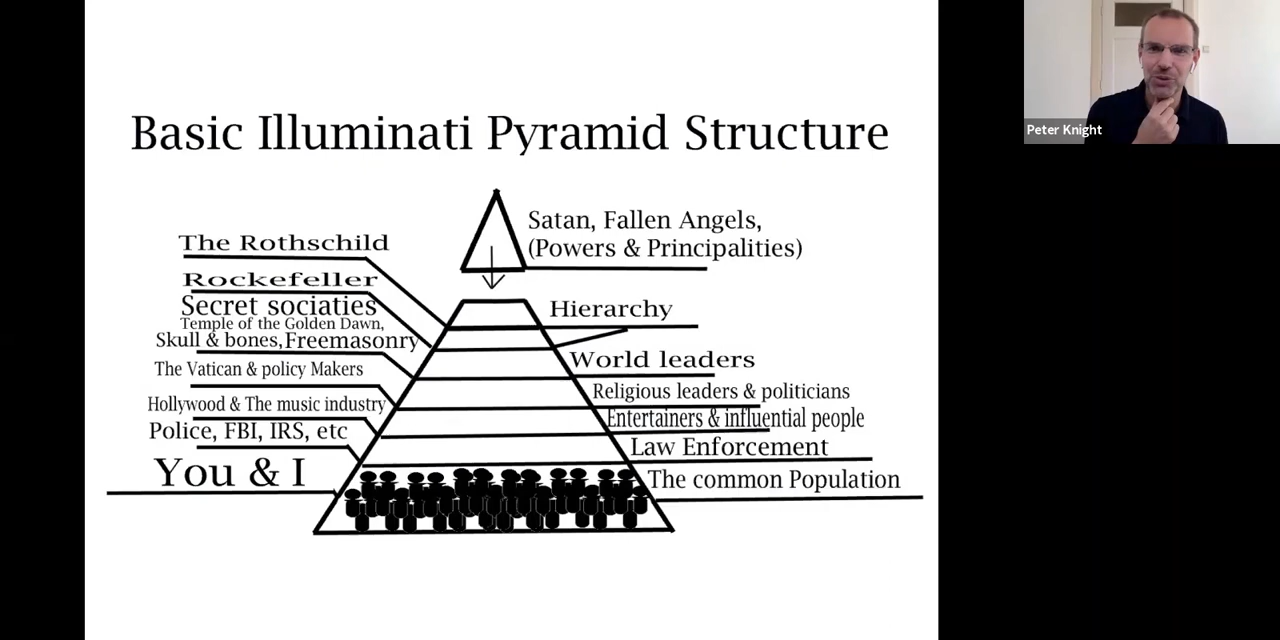 Basic Illuminati Pyramid Structure
Satan, Fallen Angels,
(Powers & Principalities)
The Rothschild
Rockefeller
Secret sociaties
Temple of the Golden Dawn,
Skull & bones, Freemasonry
The Vatican & policy Makers
Hollywood & The music industry
Police, FBI, IRS, etc
You & I
Hierarchy
World leaders
Religious leaders & politicians
Entertainers & influential people
Law Enforcement
The common Population
Peter Knight